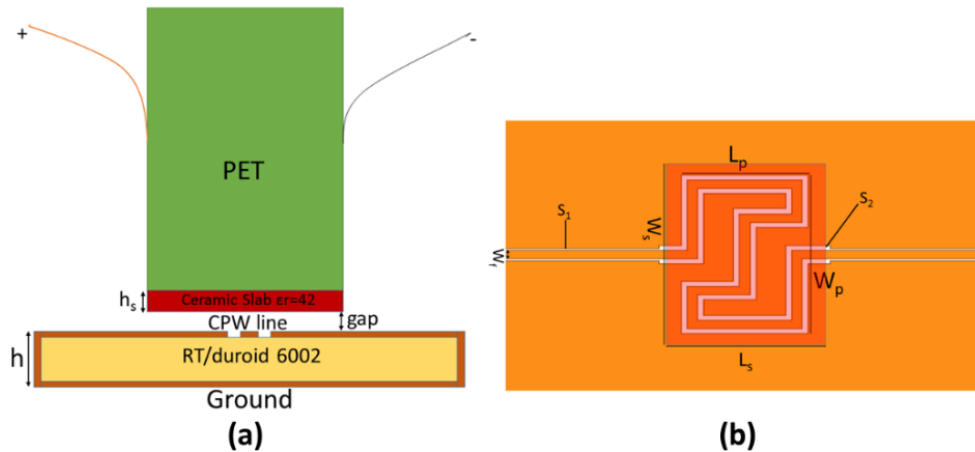 +
-
PET
hs
Ceramic Slab εr=42
gap
CPW line
h
RT/duroid 6002
Ground
(a)
Lp
S1
S2
Ws
Wf
Wp
Ls
(b)